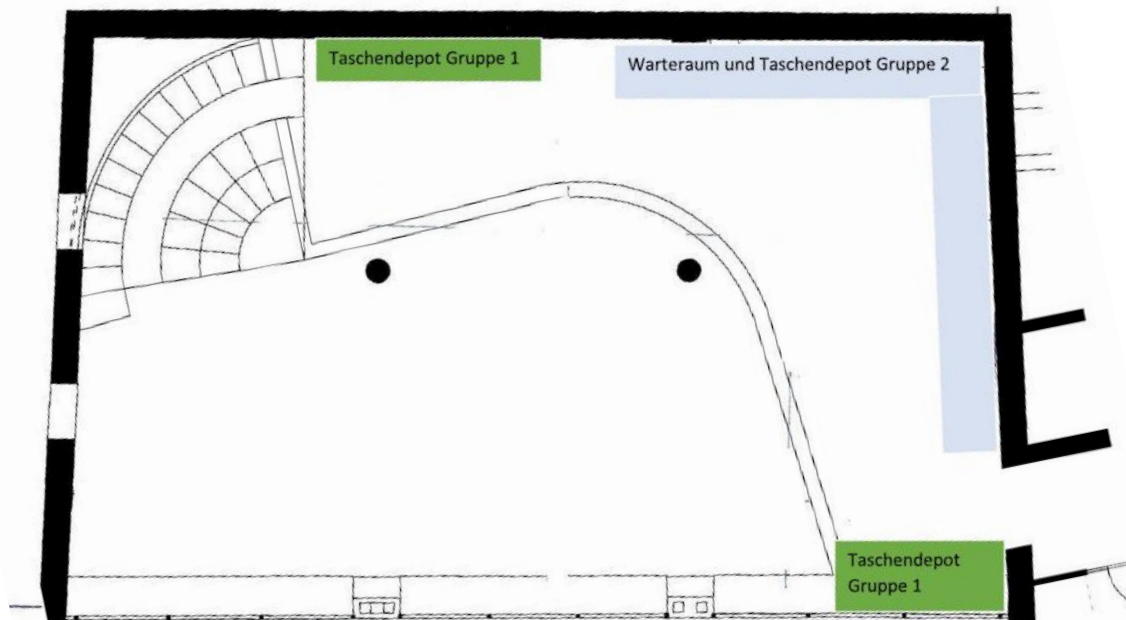 Taschendepot Gruppe 1
Warteraum und Taschendepot Gruppe 2
Taschendepot
Gruppe 1